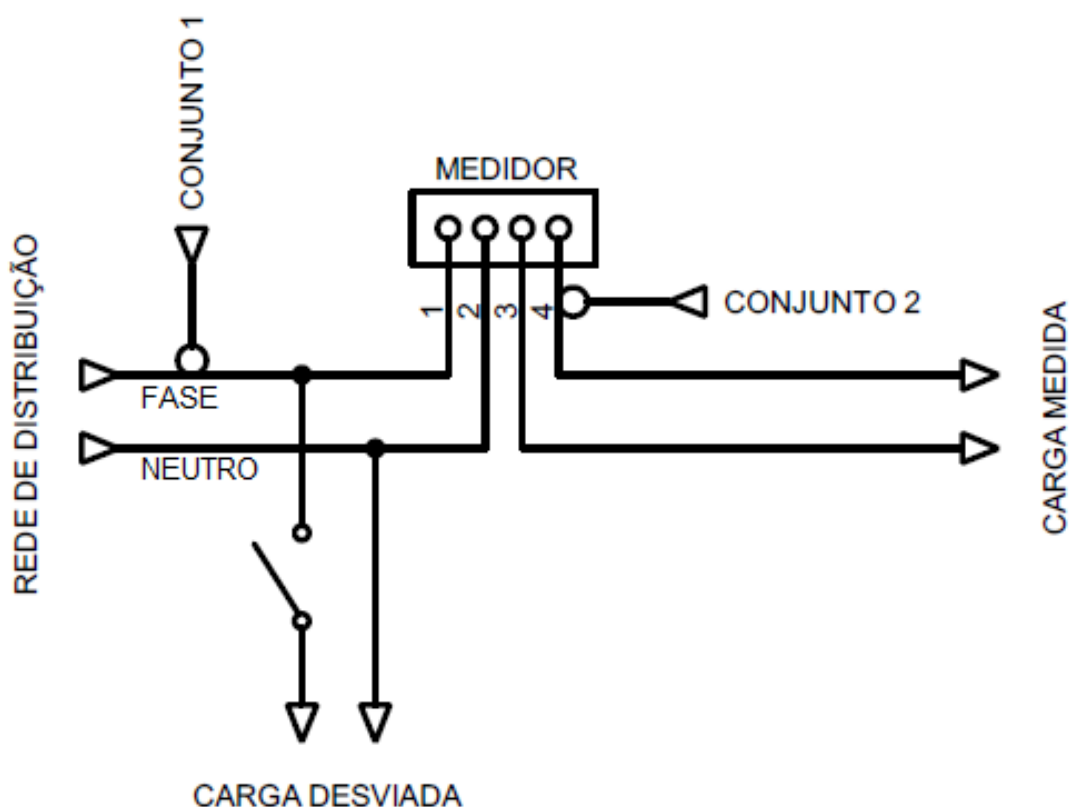 CONJUNTO 1
MEDIDOR
REDE DE DISTRIBUIÇÃO
1
2
3
4
CONJUNTO 2
FASE
NEUTRO
CARGA MEDIDA
CARGA DESVIADA